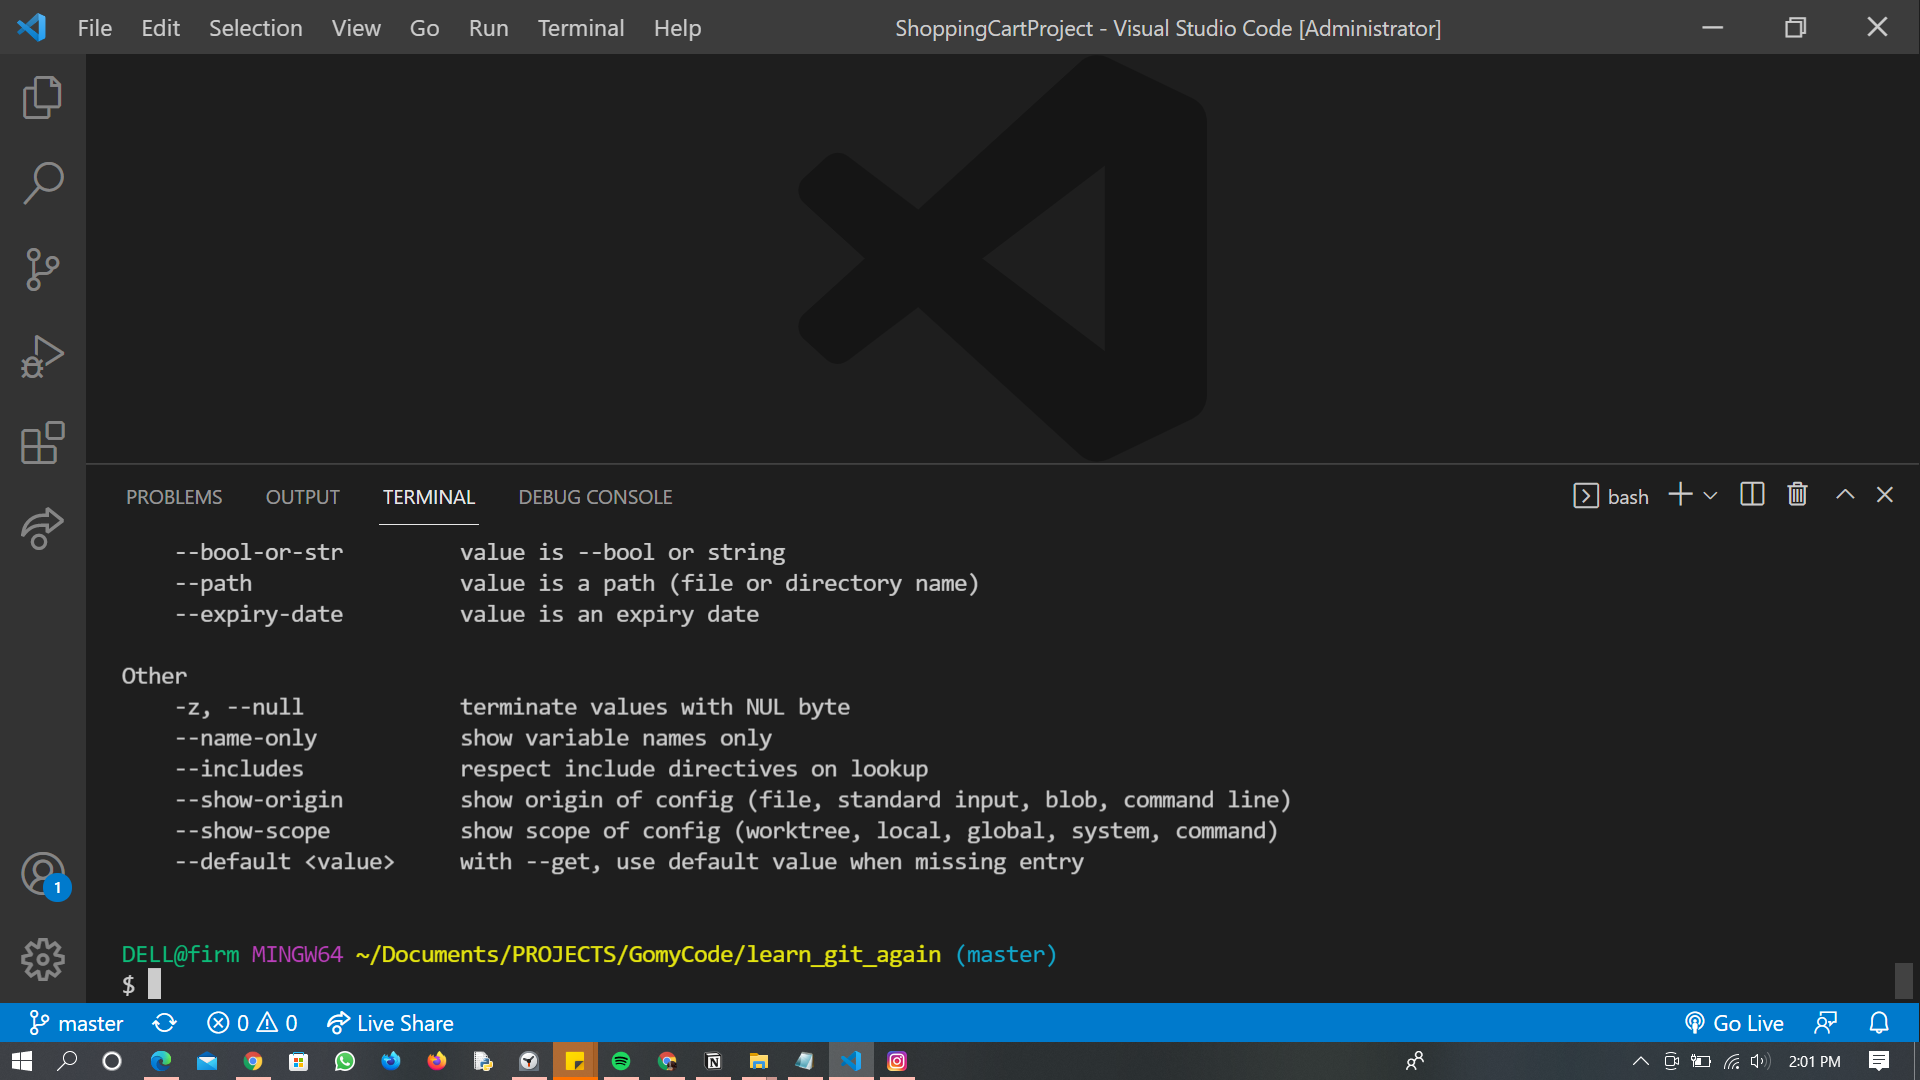 File Edit Selection View Go Run Terminal Help ShoppingCartProject - Visual Studio Code [Administrator]
PROBLEMS OUTPUT TERMINAL DEBUG CONSOLE bash
--bool-or-str value is --bool or string
--path value is a path (file or directory name)
--expiry-date value is an expiry date
Other
-z, --null terminate values with NUL byte
--name-only show variable names only
--includes respect include directives on lookup
--show-origin show origin of config (file, standard input, blob, command line)
--show-scope show scope of config (worktree, local, global, system, command)
--default <value> with --get, use default value when missing entry
1
DELL@firm MINGW64 ~/Documents/PROJECTS/GomyCode/learn_git_again (master)
$
master 0 0 Live Share Go Live
2:01 PM